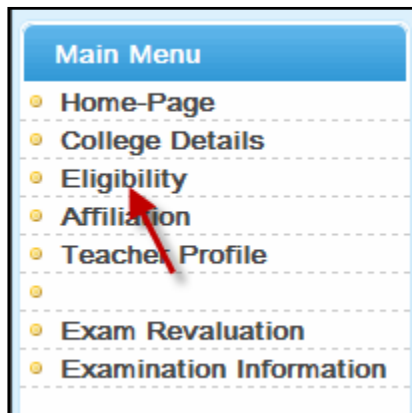 Main Menu
Home-Page
College Details
Eligibility
Affiliation
Teacher Profile
Exam Revaluation
Examination Information